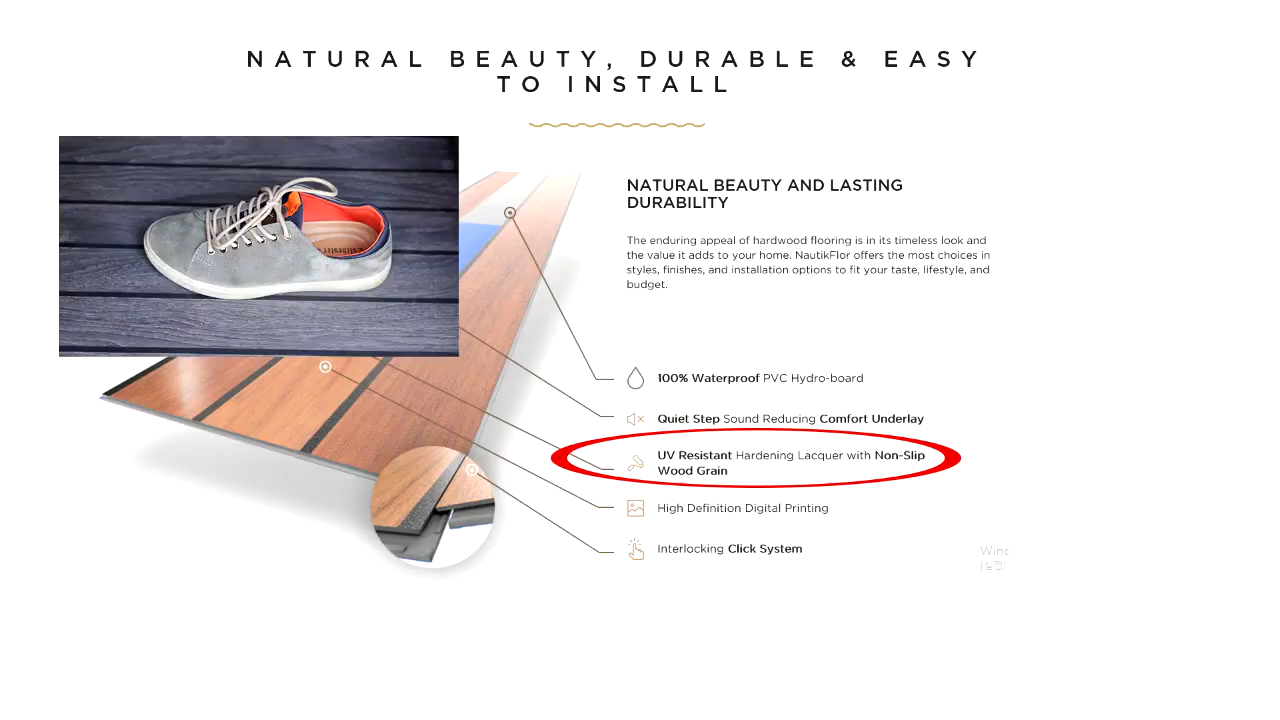 NATURAL BEAUTY, DURABLE & EASY
TO INSTALL
NATURAL BEAUTY AND LASTING
DURABILITY
The enduring appeal of hardwood flooring is in its timeless look and
the value it adds to your home. NautikFlor offers the most choices in
styles, finishes, and installation options to fit your taste, lifestyle, and
budget.
100% Waterproof PVC Hydro-board
Quiet Step Sound Reducing Comfort Underlay
UV Resistant Hardening Lacquer with Non-Slip
Wood Grain
High Definition Digital Printing
Interlocking Click System